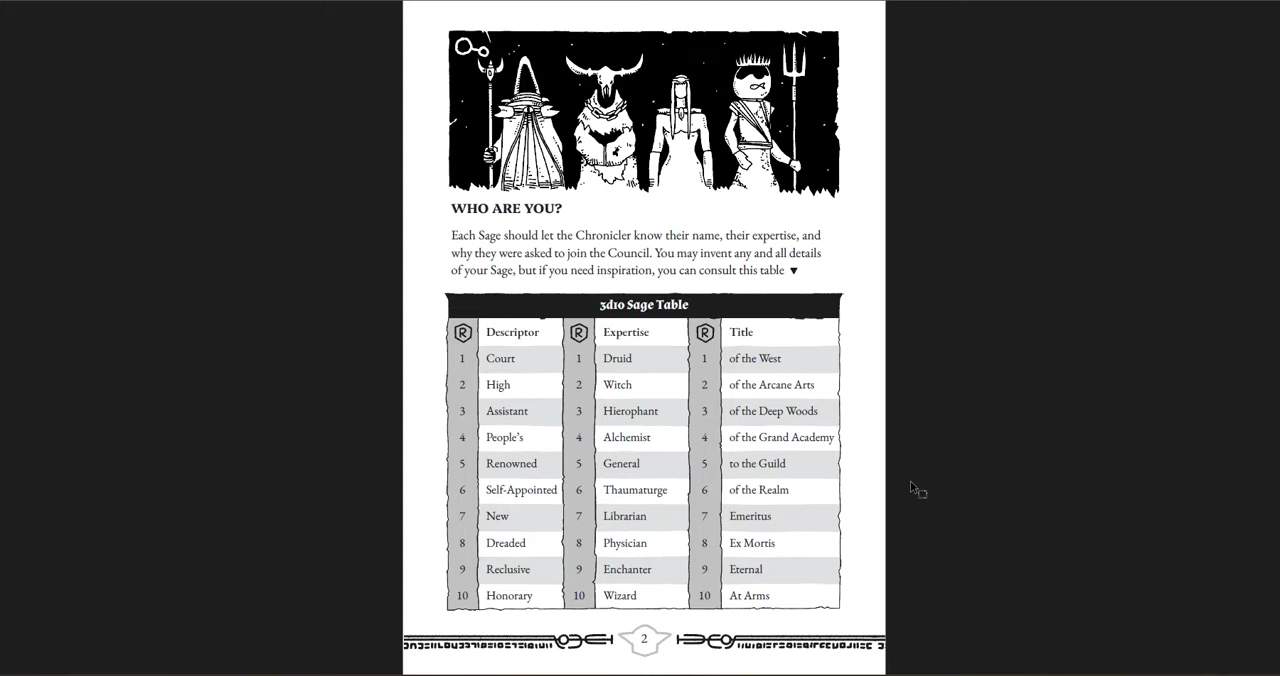 WHO ARE YOU?
Each Sage should let the Chronicler know their name, their expertise, and
why they were asked to join the Council. You may invent any and all details
of your Sage, but if you need inspiration, you can consult this table ▼
3d10 Sage Table
R Descriptor R Expertise R Title
1 Court 1 Druid 1 of the West
2 High 2 Witch 2 of the Arcane Arts
3 Assistant 3 Hierophant 3 of the Deep Woods
4 People’s 4 Alchemist 4 of the Grand Academy
5 Renowned 5 General 5 to the Guild
6 Self-Appointed 6 Thaumaturge 6 of the Realm
7 New 7 Librarian 7 Emeritus
8 Dreaded 8 Physician 8 Ex Mortis
9 Reclusive 9 Enchanter 9 Eternal
10 Honorary 10 Wizard 10 At Arms
2